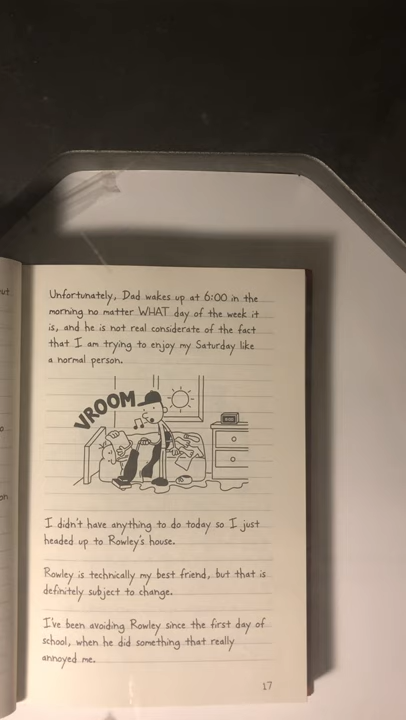 Unfortunately, Dad wakes up at 6:00 in the
morning no matter WHAT day of the week it
is, and he is not real considerate of the fact
that I am trying to enjoy my Saturday like
a normal person.
VROOM
I didn't have anything to do today so I just
headed up to Rowley's house.
Rowley is technically my best friend, but that is
definitely subject to change.
I've been avoiding Rowley since the first day of
school, when he did something that really
annoyed me.
17